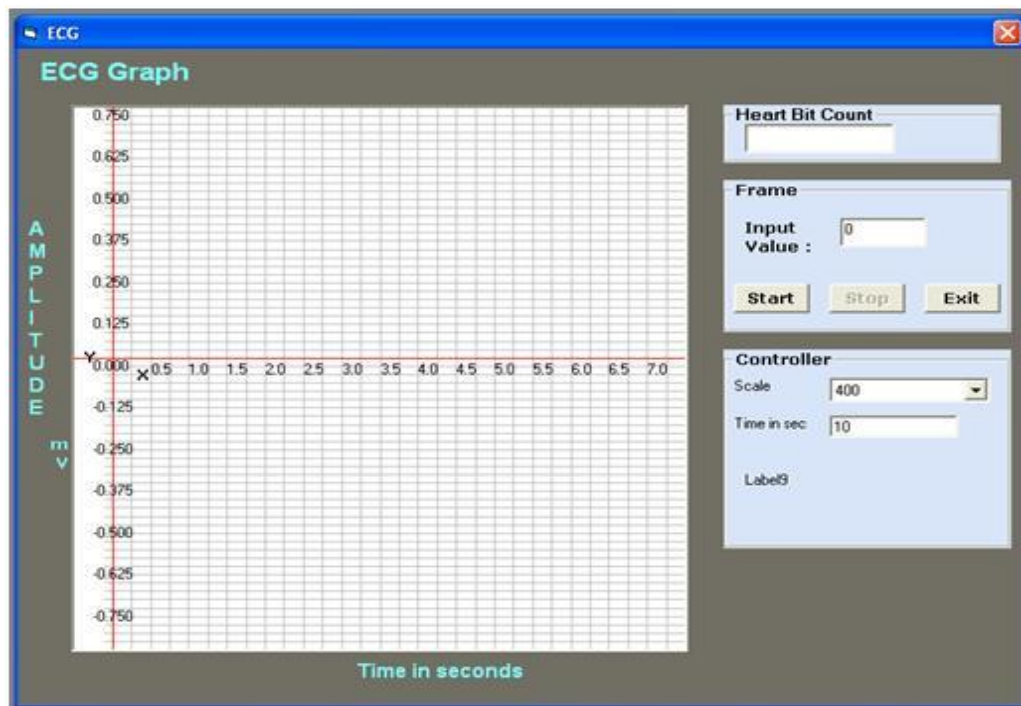 ECG
ECG Graph
AMPLITUDE
mv
0.750
0.625
0.500
0.375
0.250
0.125
Y
0.000
X 0.5 1.0 1.5 2.0 2.5 3.0 3.5 4.0 4.5 5.0 5.5 6.0 6.5 7.0
-0.125
-0.250
-0.375
-0.500
-0.625
-0.750
Time in seconds
Heart Bit Count
Frame
Input
Value : 0
Start Stop Exit
Controller
Scale 400
Time in sec 10
Label9